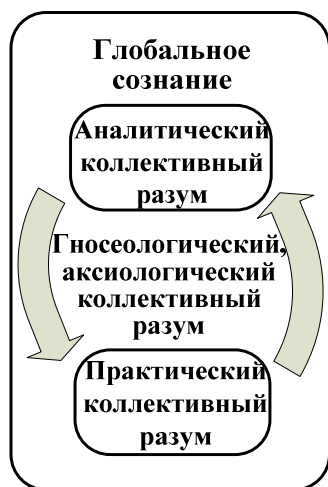 Глобальное
сознание
Аналитический
коллективный
разум
Гносеологический,
аксиологический
коллективный
разум
Практический
коллективный
разум